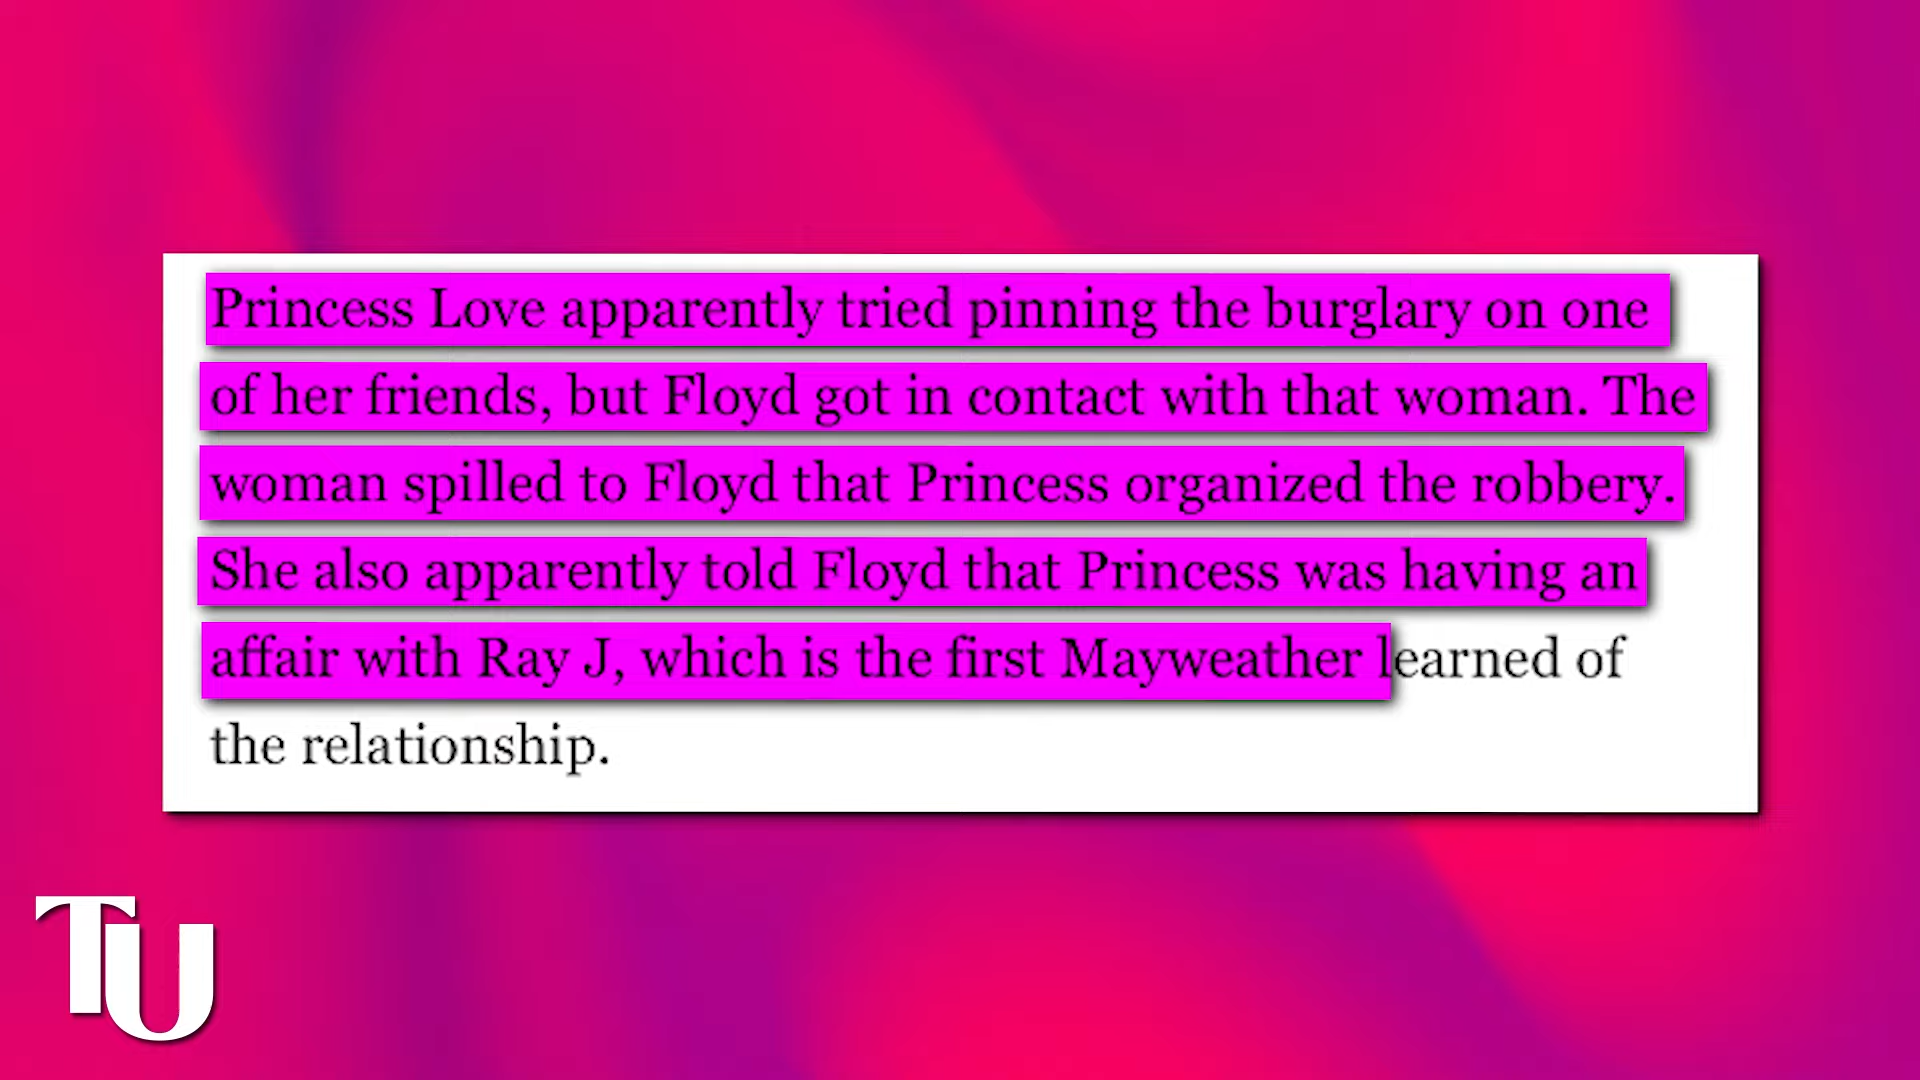 Princess Love apparently tried pinning the burglary on one
of her friends, but Floyd got in contact with that woman. The
woman spilled to Floyd that Princess organized the robbery.
She also apparently told Floyd that Princess was having an
affair with Ray J, which is the first Mayweather learned of
the relationship.
TU